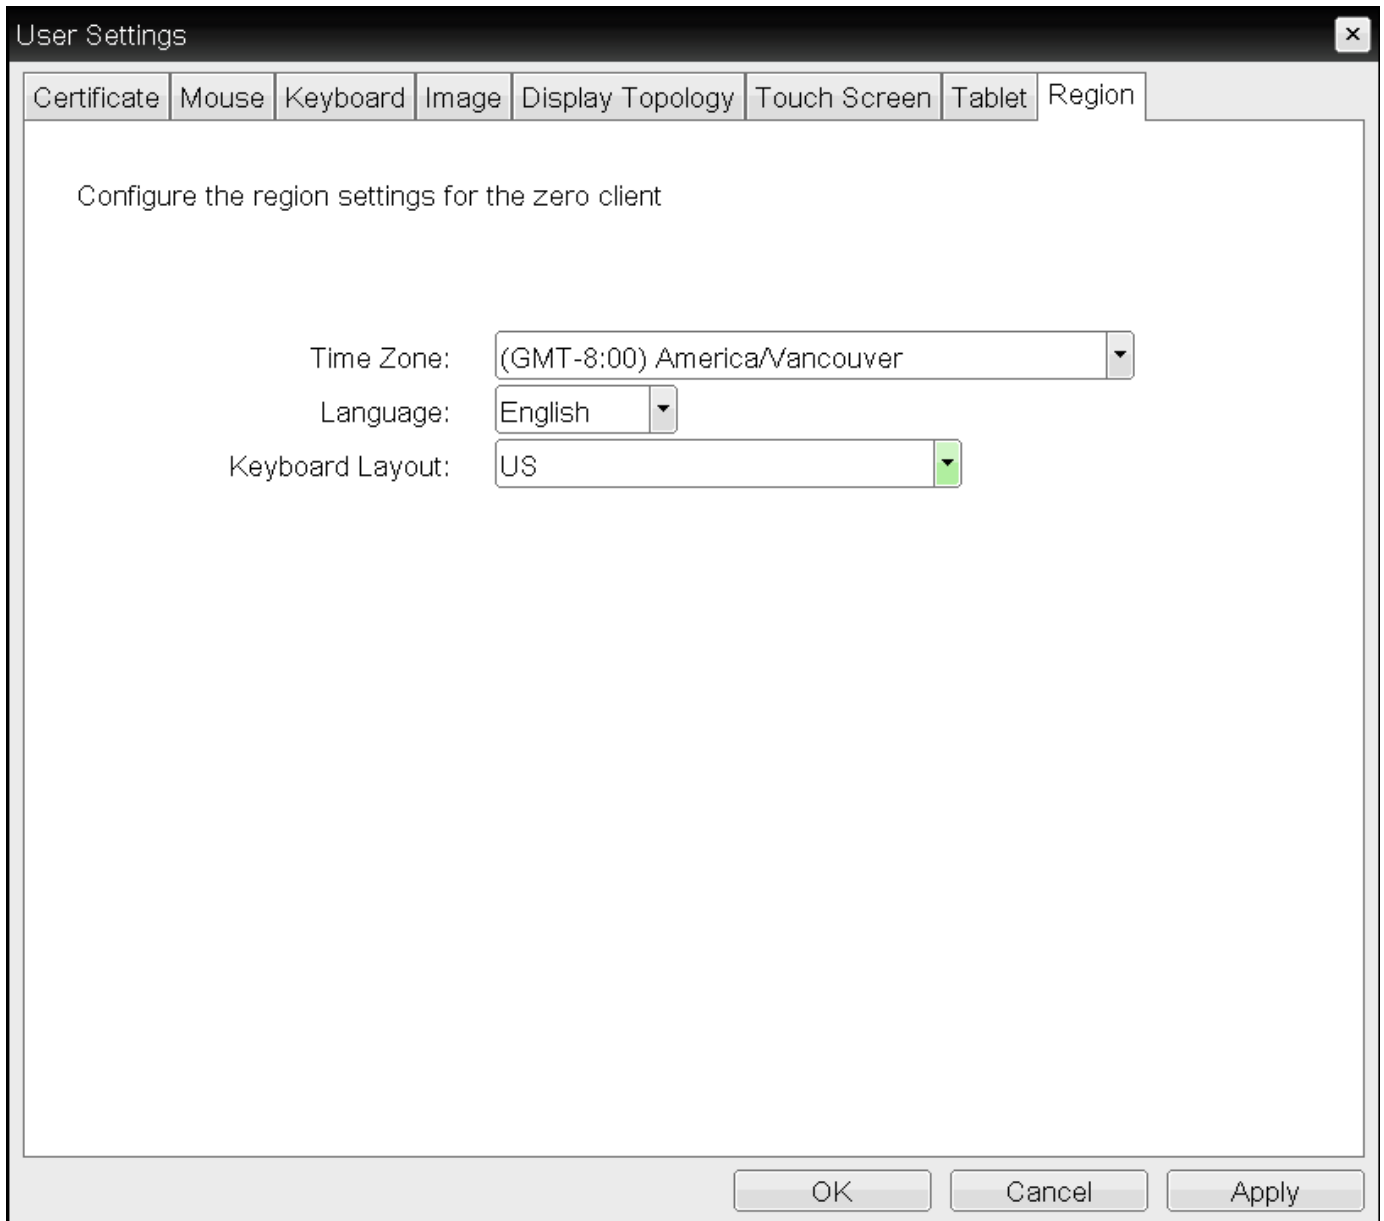 User Settings
Certificate Mouse Keyboard Image Display Topology Touch Screen Tablet Region
Configure the region settings for the zero client
Time Zone: (GMT-8:00) America/Vancouver
Language: English
Keyboard Layout: US
OK Cancel Apply